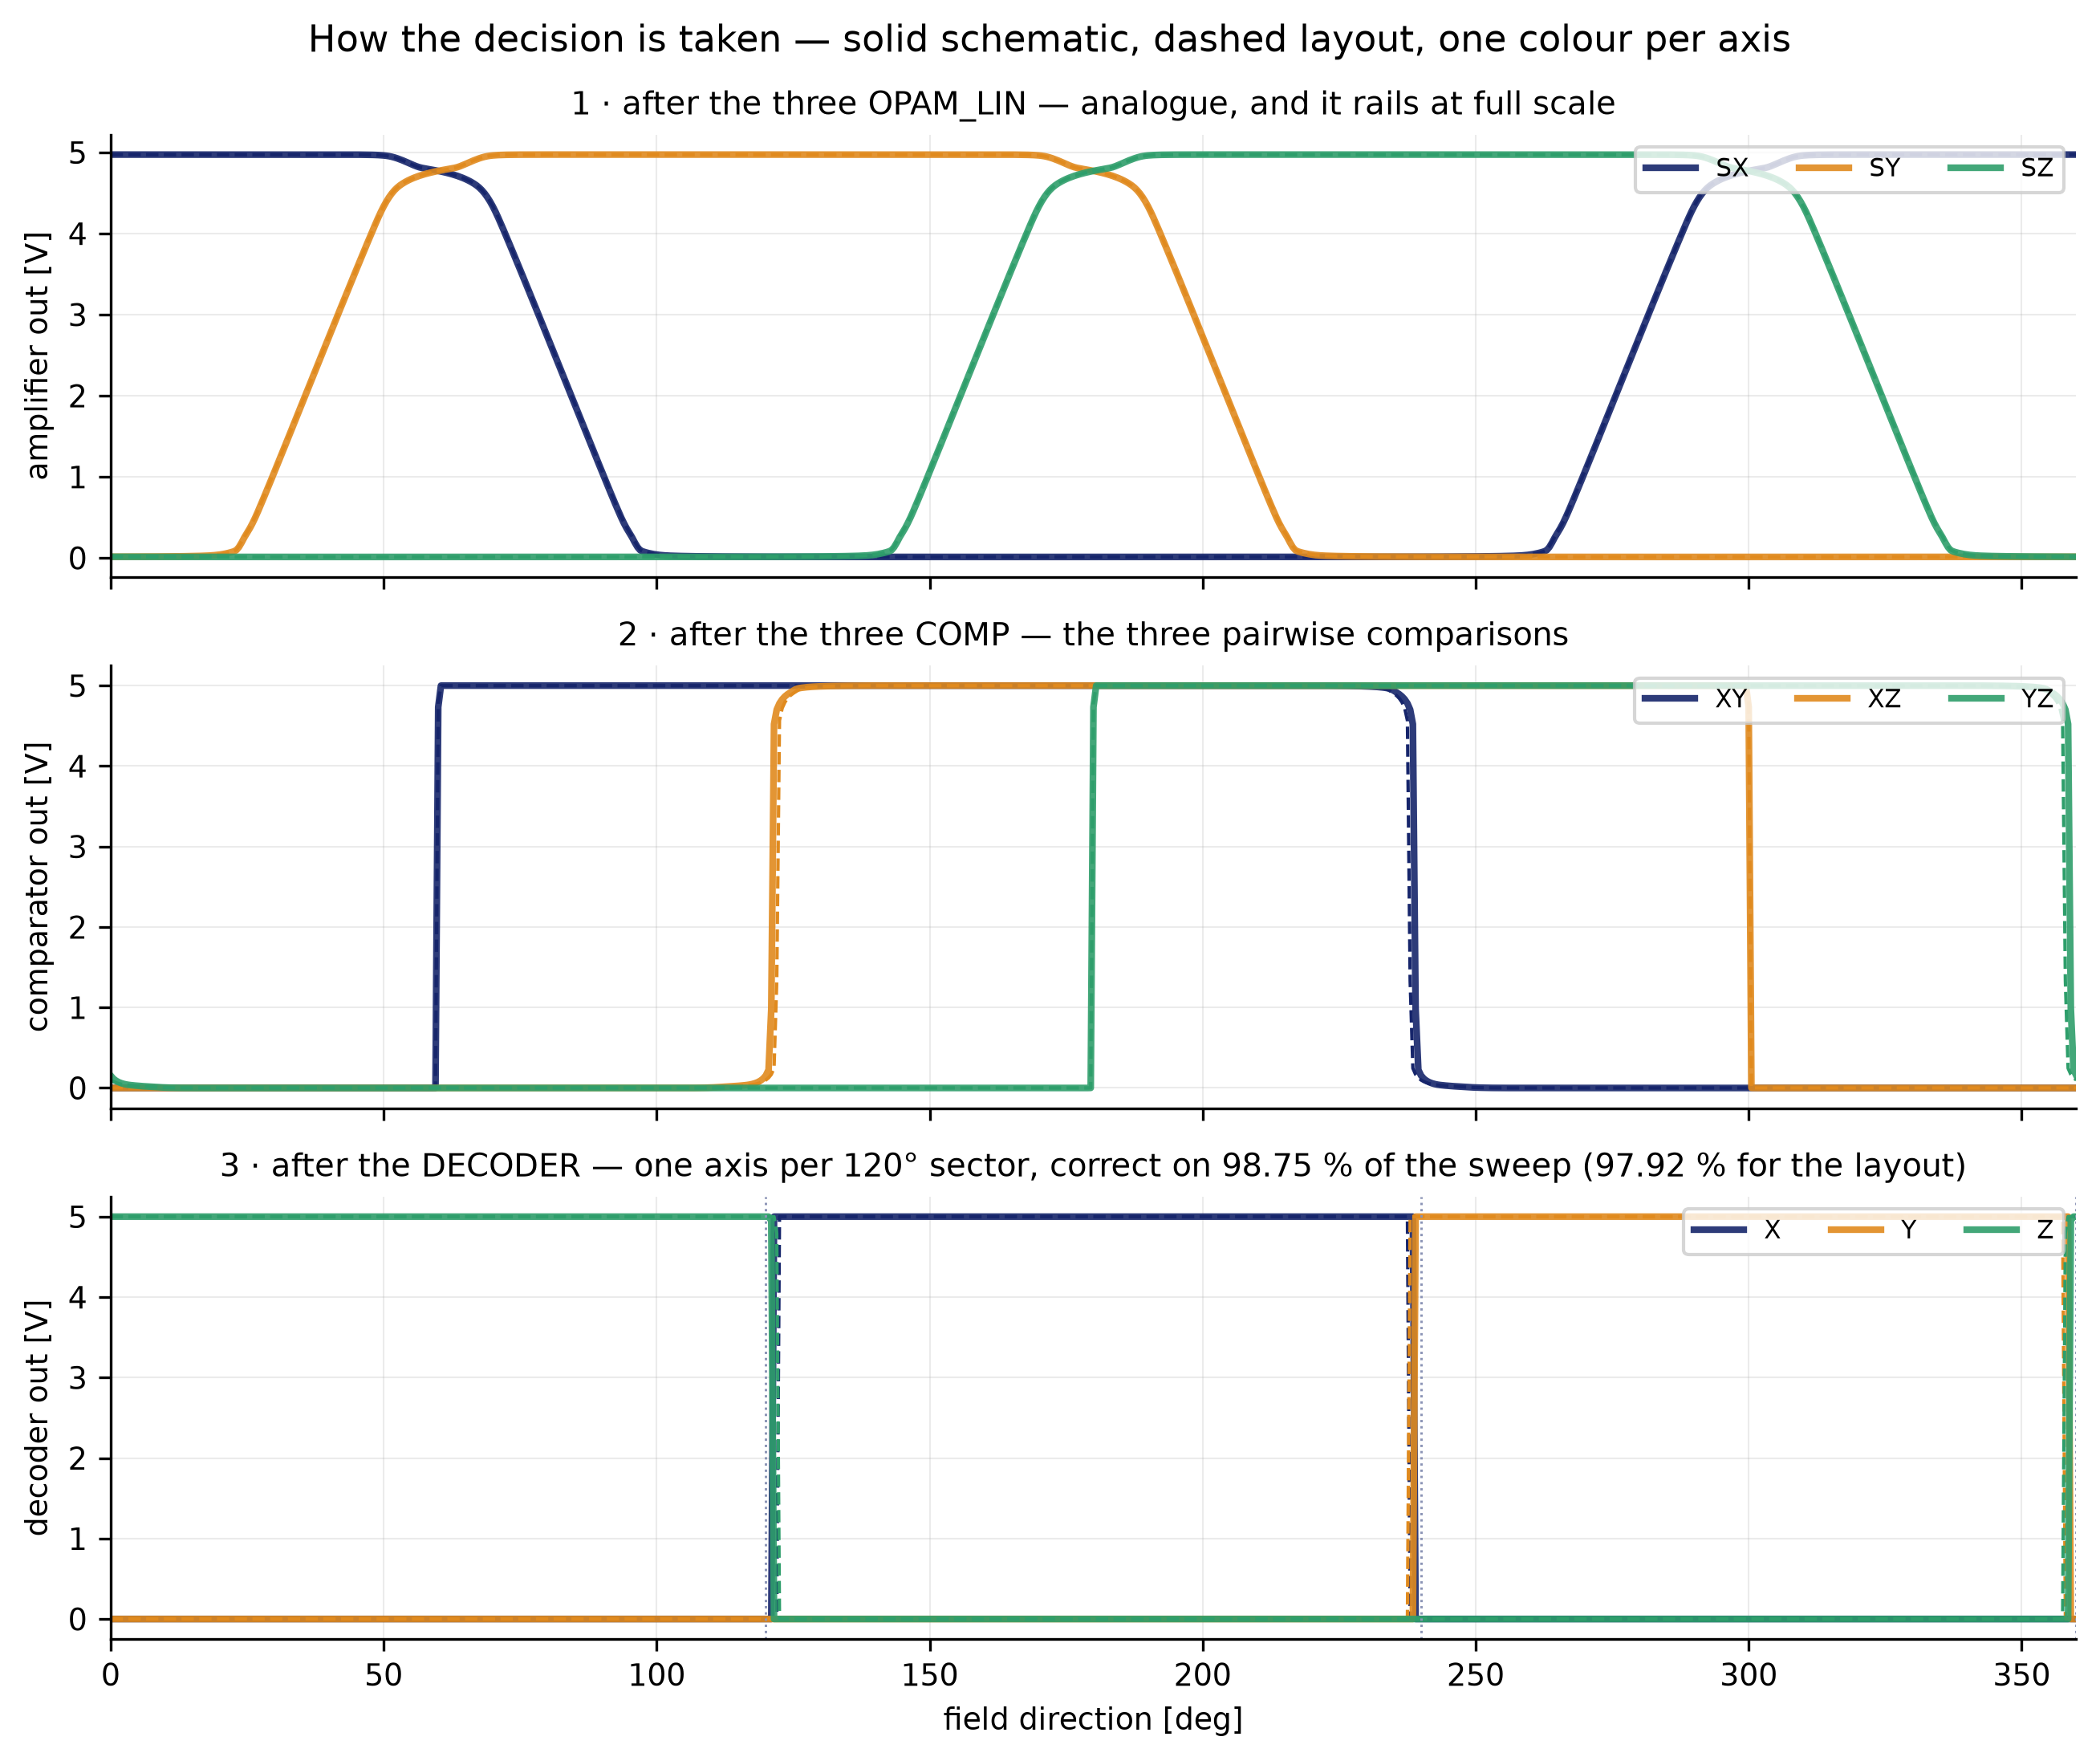 How the decision is taken — solid schematic, dashed layout, one colour per axis
1 · after the three OPAM_LIN — analogue, and it rails at full scale
5
4
3
2
1
0
amplifier out [V]
SX
SY
SZ
2 · after the three COMP — the three pairwise comparisons
5
4
3
2
1
0
comparator out [V]
XY
XZ
YZ
3 · after the DECODER — one axis per 120° sector, correct on 98.75 % of the sweep (97.92 % for the layout)
5
4
3
2
1
0
decoder out [V]
X
Y
Z
0
50
100
150
200
250
300
350
field direction [deg]